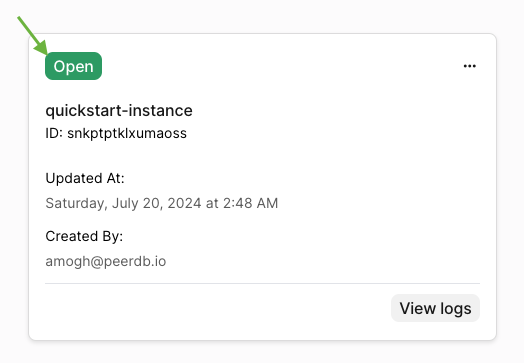 Open
quickstart-instance
ID: snkptptklxumaoss
Updated At:
Saturday, July 20, 2024 at 2:48 AM
Created By:
amogh@peerdb.io
View logs